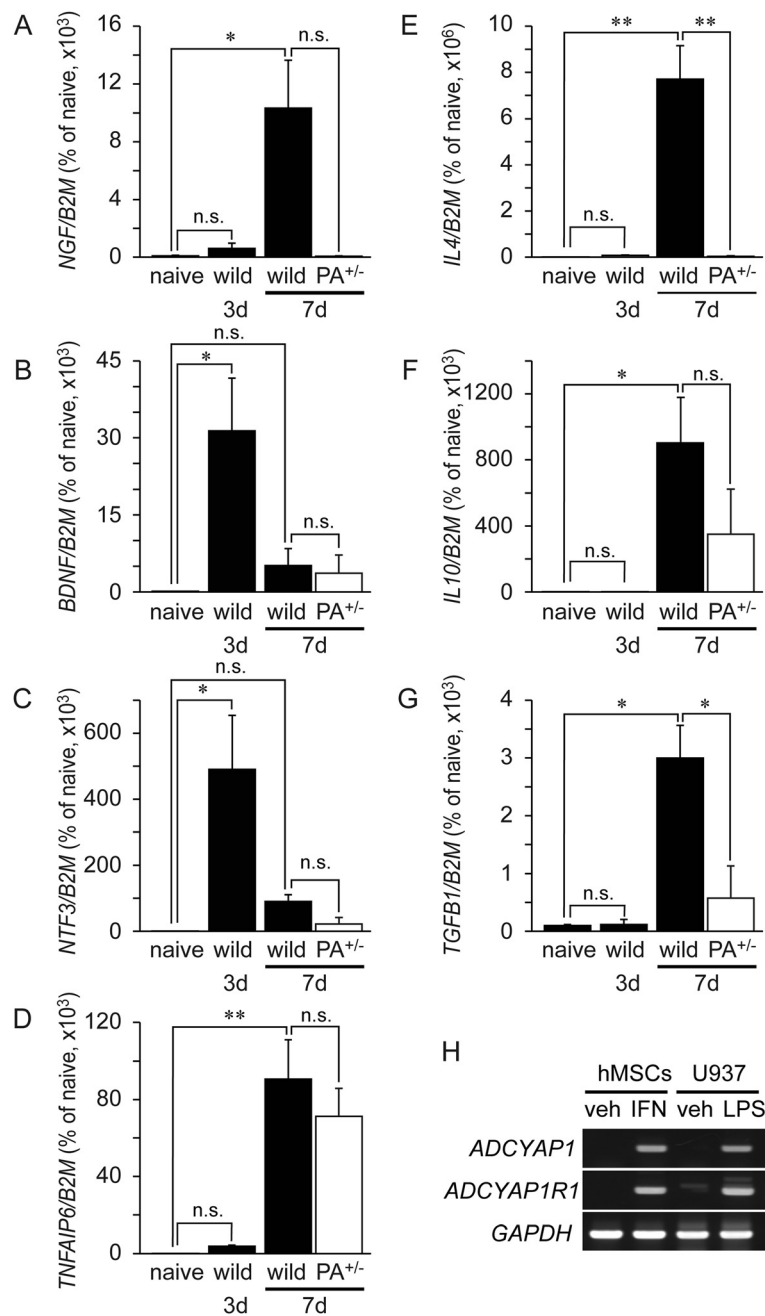 A
NGF/B2M (% of naive, x10³)
16
12
8
4
0
*
n.s.
n.s.
naive wild wild PA+/-
3d 7d
B
BDNF/B2M (% of naive, x10³)
45
30
15
0
n.s.
*
n.s.
naive wild wild PA+/-
3d 7d
C
NTF3/B2M (% of naive, x10³)
600
400
200
0
n.s.
*
n.s.
naive wild wild PA+/-
3d 7d
D
TNFAIP6/B2M (% of naive, x10³)
120
80
40
0
**
n.s.
n.s.
naive wild wild PA+/-
3d 7d
E
IL4/B2M (% of naive, x10⁶)
10
8
6
4
2
0
**
**
n.s.
naive wild wild PA+/-
3d 7d
F
IL10/B2M (% of naive, x10³)
1200
800
400
0
*
n.s.
n.s.
naive wild wild PA+/-
3d 7d
G
TGFB1/B2M (% of naive, x10³)
4
3
2
1
0
*
*
n.s.
naive wild wild PA+/-
3d 7d
H
hMSCs U937
veh IFN veh LPS
ADCYAP1
ADCYAP1R1
GAPDH